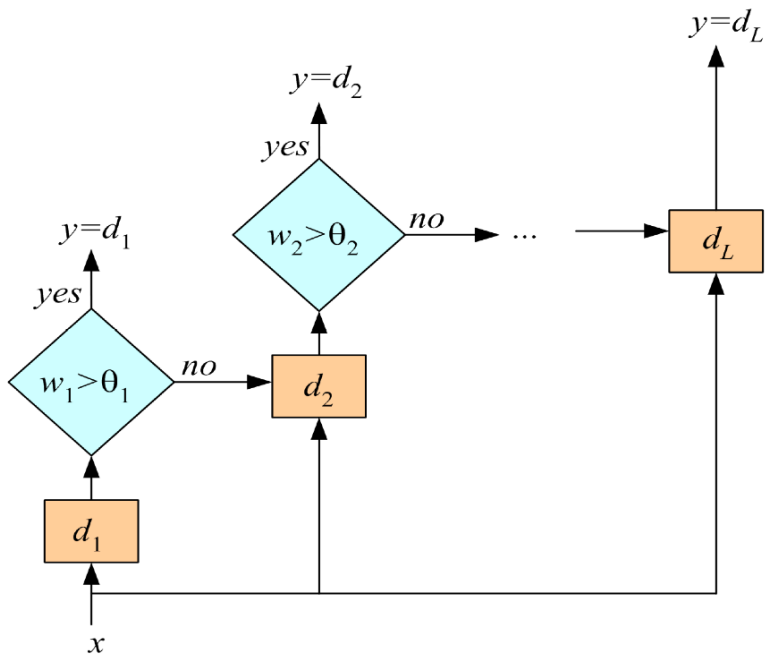 y=d_L
y=d_2
yes
w_2>θ_2
no
...
d_L
y=d_1
yes
w_1>θ_1
no
d_2
d_1
x